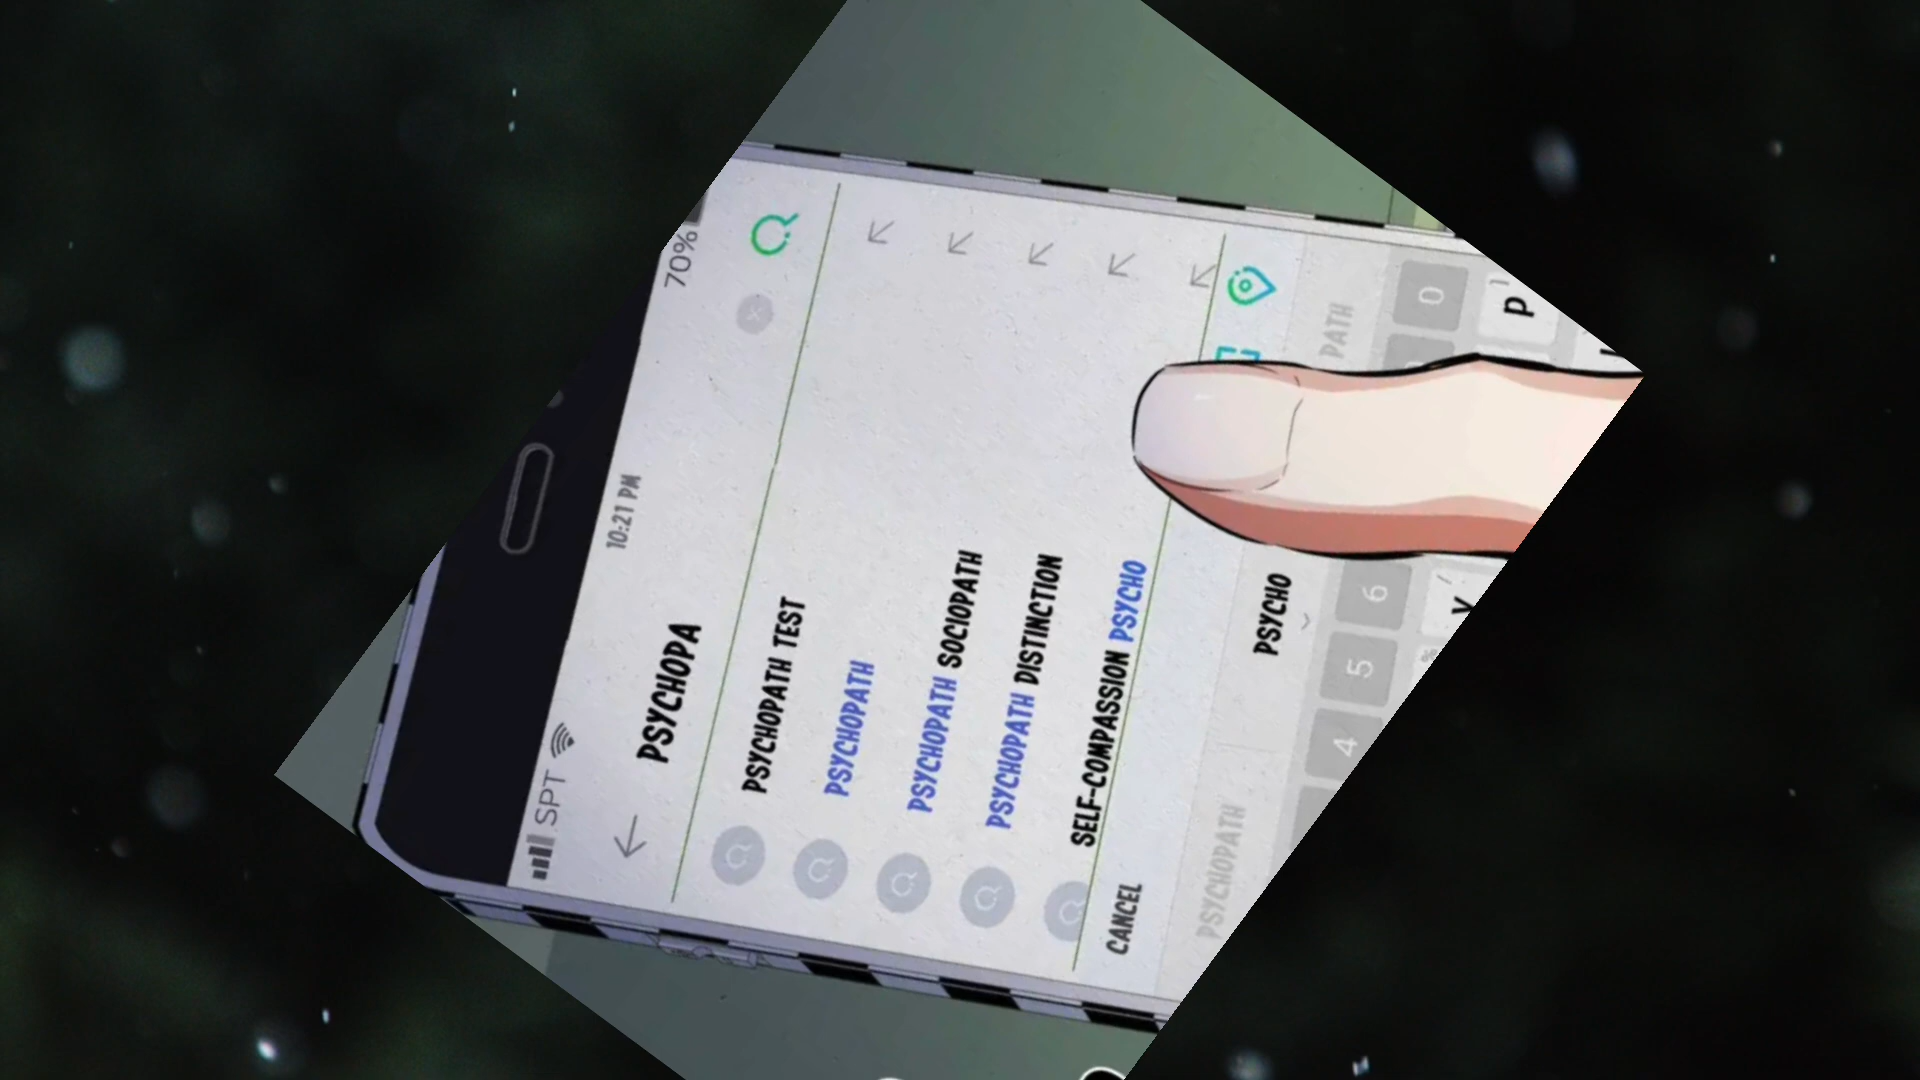 SPT 10:21 PM 70%
PSYCHOPA
PSYCHOPATH TEST
PSYCHOPATH
PSYCHOPATH SOCIOPATH
PSYCHOPATH DISTINCTION
SELF-COMPASSION PSYCHO
CANCEL
PSYCHOPATH PSYCHO PATH
4 5 6 0
Y P